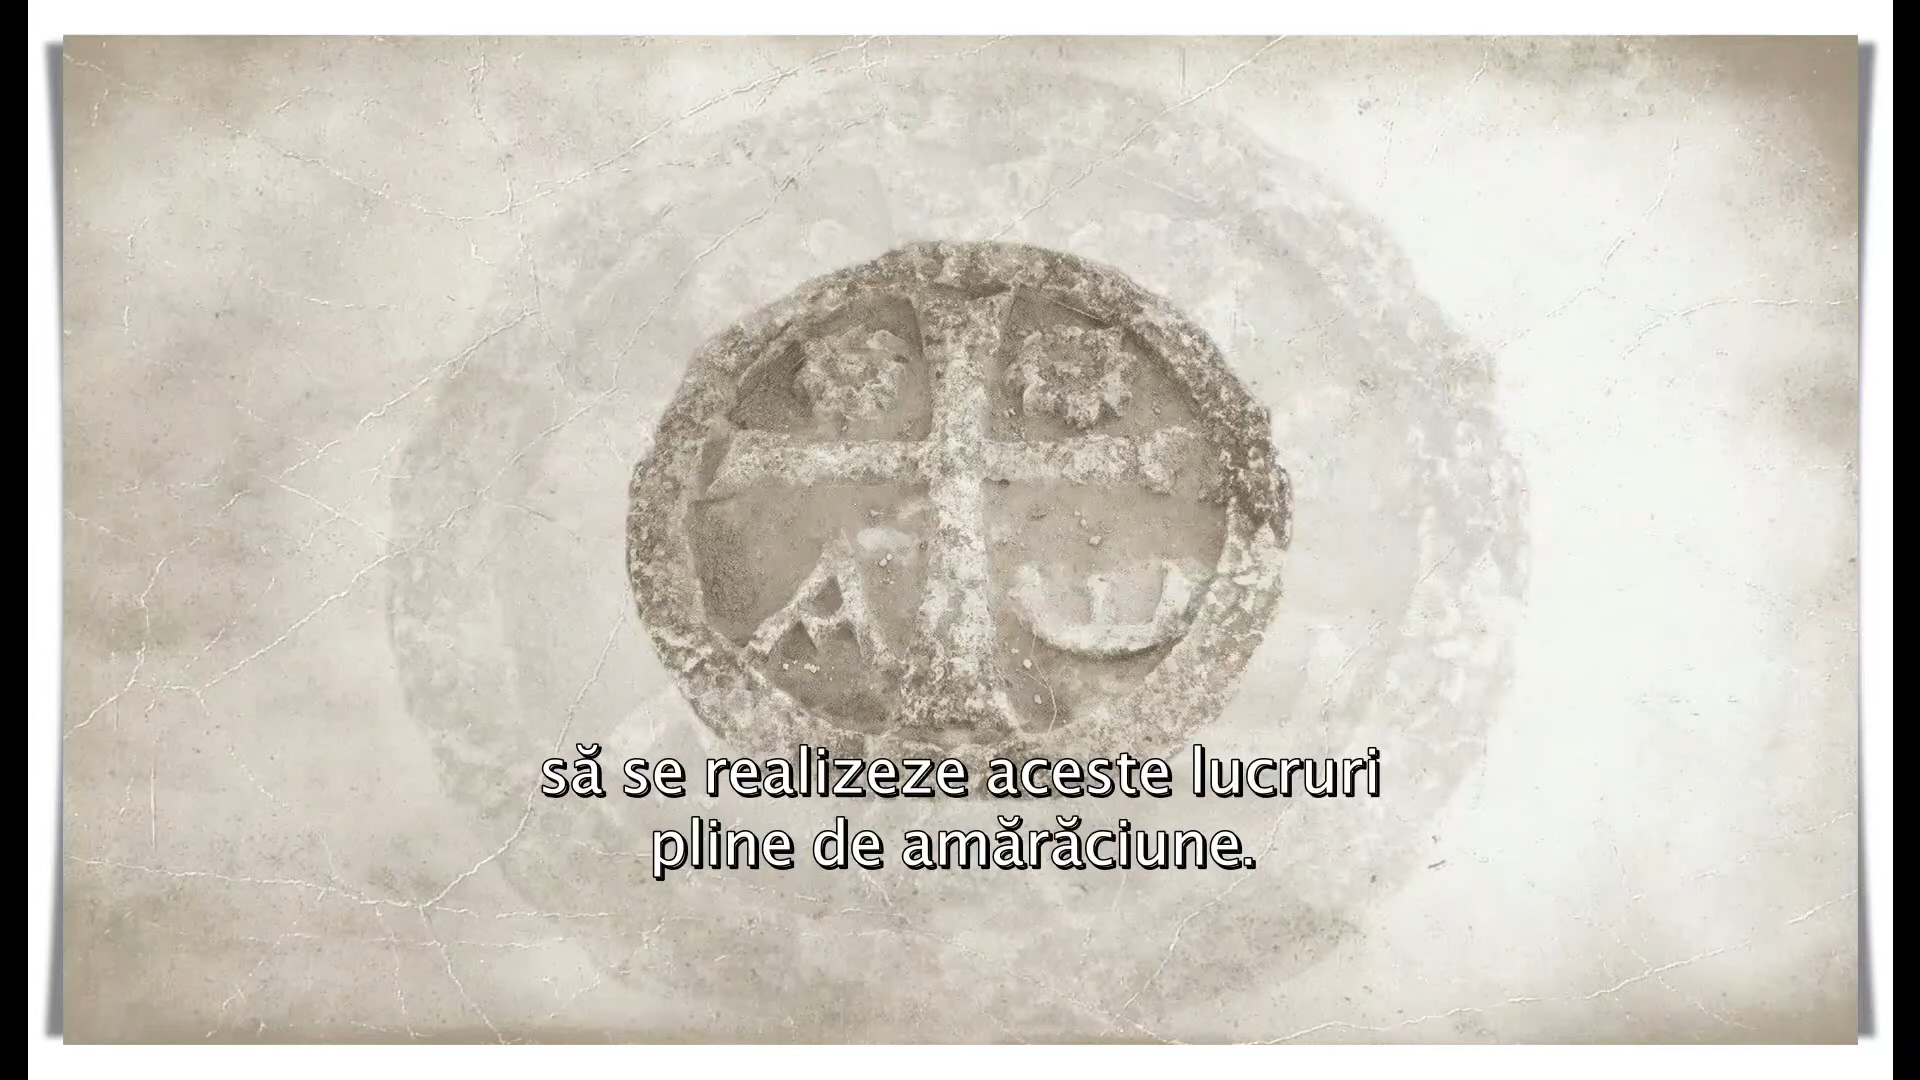 Α ω
să se realizeze aceste lucruri
pline de amărăciune.